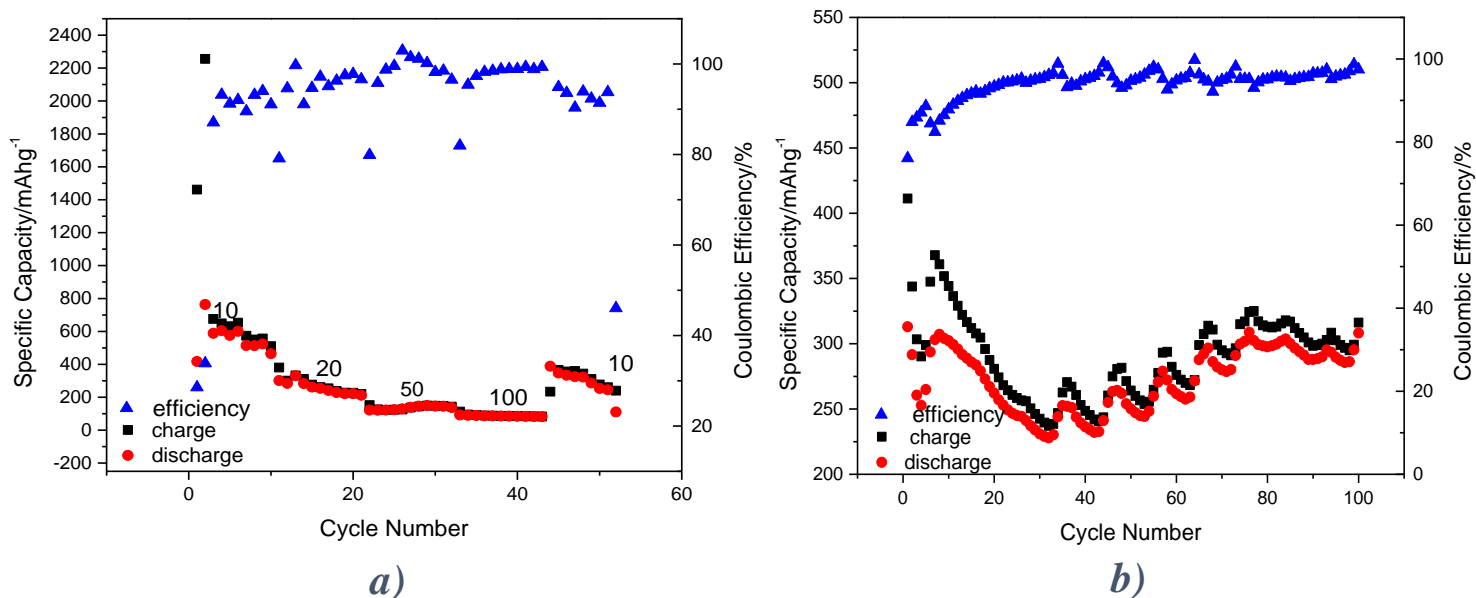 2400
2200
2000
1800
1600
1400
1200
1000
800
600
400
200
0
-200
Specific Capacity/mAhg⁻¹
10
20
50
100
10
efficiency
charge
discharge
100
80
60
40
20
Coulombic Efficiency/%
0 20 40 60
Cycle Number
a)
550
500
450
400
350
300
250
200
Specific Capacity/mAhg⁻¹
efficiency
charge
discharge
100
80
60
40
20
0
Coulombic Efficiency/%
0 20 40 60 80 100
Cycle Number
b)